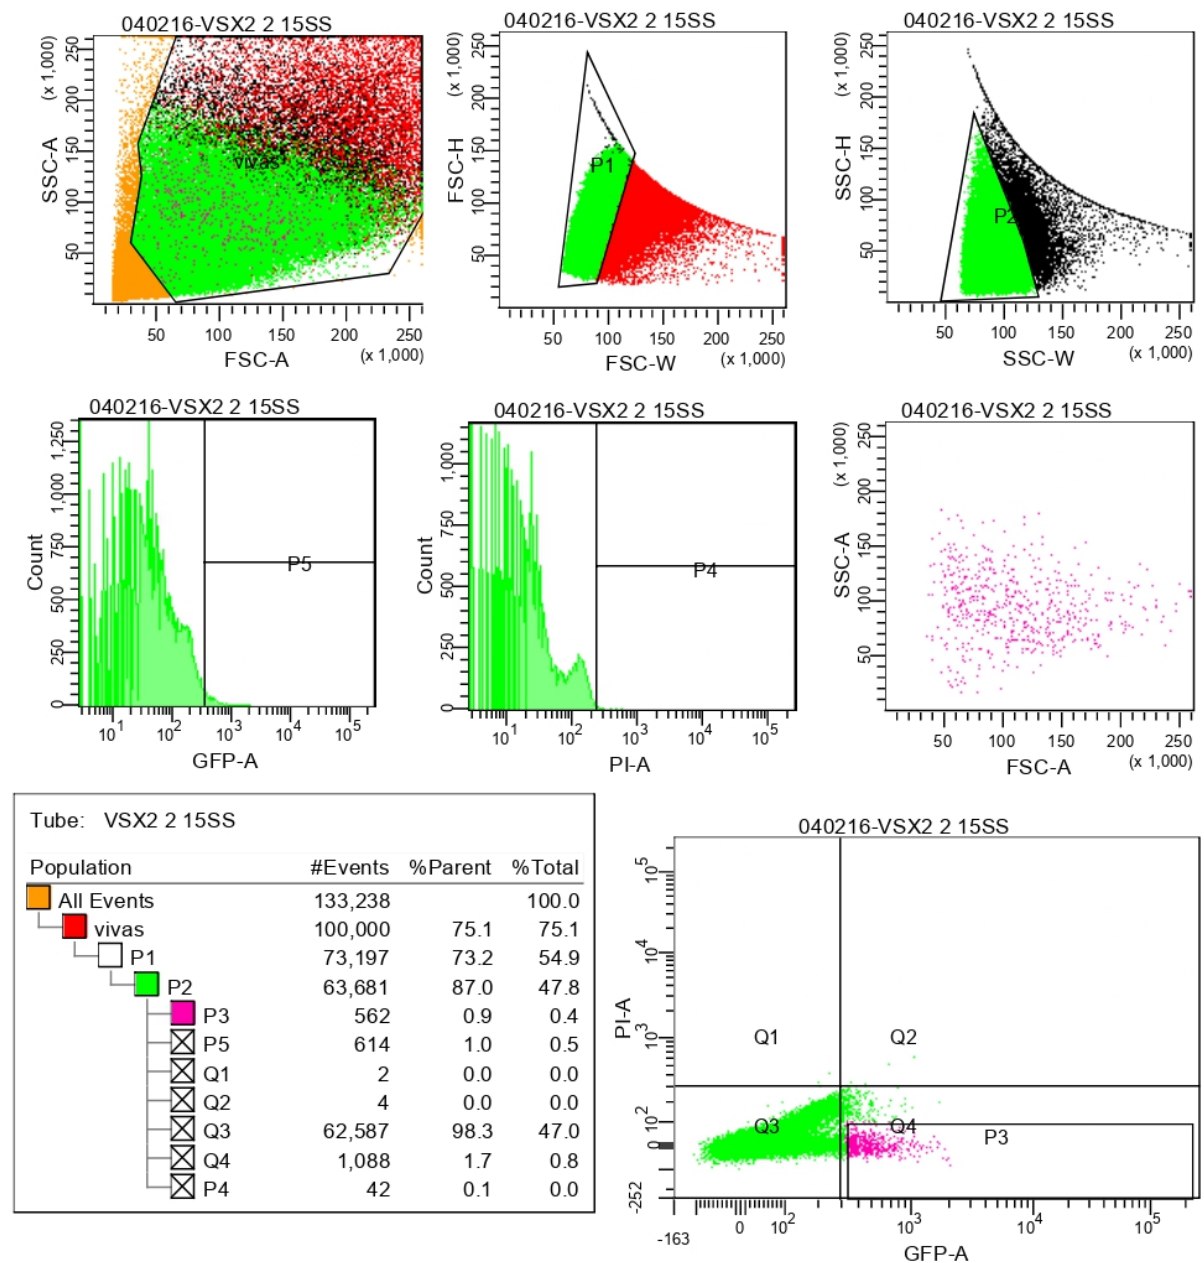 040216-VSX2 2 15SS
SSC-A
(x 1,000)
50 100 150 200 250
vivas
50 100 150 200 250
FSC-A
(x 1,000)
040216-VSX2 2 15SS
FSC-H
(x 1,000)
50 100 150 200 250
P1
50 100 150 200 250
FSC-W
(x 1,000)
040216-VSX2 2 15SS
SSC-H
(x 1,000)
50 100 150 200 250
P2
50 100 150 200 250
SSC-W
(x 1,000)
040216-VSX2 2 15SS
Count
0 250 500 750 1,000 1,250
P5
10^1 10^2 10^3 10^4 10^5
GFP-A
040216-VSX2 2 15SS
Count
0 250 500 750 1,000
P4
10^1 10^2 10^3 10^4 10^5
PI-A
040216-VSX2 2 15SS
SSC-A
(x 1,000)
50 100 150 200 250
50 100 150 200 250
FSC-A
(x 1,000)
Tube: VSX2 2 15SS
Population #Events %Parent %Total
All Events 133,238 100.0
vivas 100,000 75.1 75.1
P1 73,197 73.2 54.9
P2 63,681 87.0 47.8
P3 562 0.9 0.4
P5 614 1.0 0.5
Q1 2 0.0 0.0
Q2 4 0.0 0.0
Q3 62,587 98.3 47.0
Q4 1,088 1.7 0.8
P4 42 0.1 0.0
040216-VSX2 2 15SS
PI-A
-252 0 10^2 10^3 10^4 10^5
Q1 Q2
Q3 Q4 P3
-163 0 10^2 10^3 10^4 10^5
GFP-A